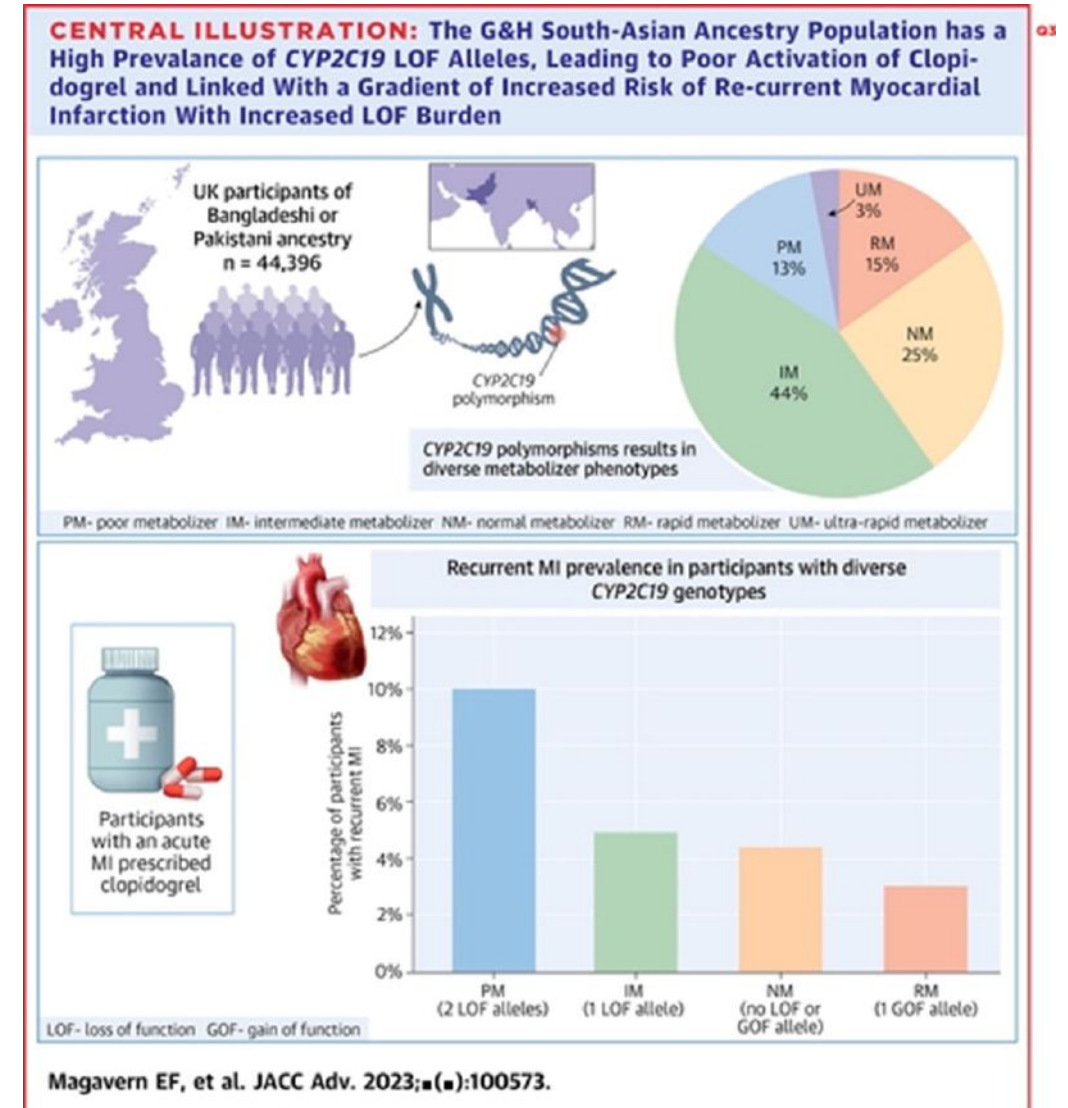 CENTRAL ILLUSTRATION: The G&H South-Asian Ancestry Population has a
High Prevalence of CYP2C19 LOF Alleles, Leading to Poor Activation of Clopi-
dogrel and Linked With a Gradient of Increased Risk of Re-current Myocardial
Infarction With Increased LOF Burden
Q3
UK participants of
Bangladeshi or
Pakistani ancestry
n = 44,396
CYP2C19
polymorphism
UM
3%
RM
15%
PM
13%
NM
25%
IM
44%
CYP2C19 polymorphisms results in
diverse metabolizer phenotypes
PM- poor metabolizer IM- intermediate metabolizer NM- normal metabolizer RM- rapid metabolizer UM- ultra-rapid metabolizer
Recurrent MI prevalence in participants with diverse
CYP2C19 genotypes
Participants
with an acute
MI prescribed
clopidogrel
Percentage of participants
with recurrent MI
12%
10%
8%
6%
4%
2%
0%
PM
(2 LOF alleles)
IM
(1 LOF allele)
NM
(no LOF or
GOF allele)
RM
(1 GOF allele)
LOF- loss of function GOF- gain of function
Magavern EF, et al. JACC Adv. 2023;■(■):100573.